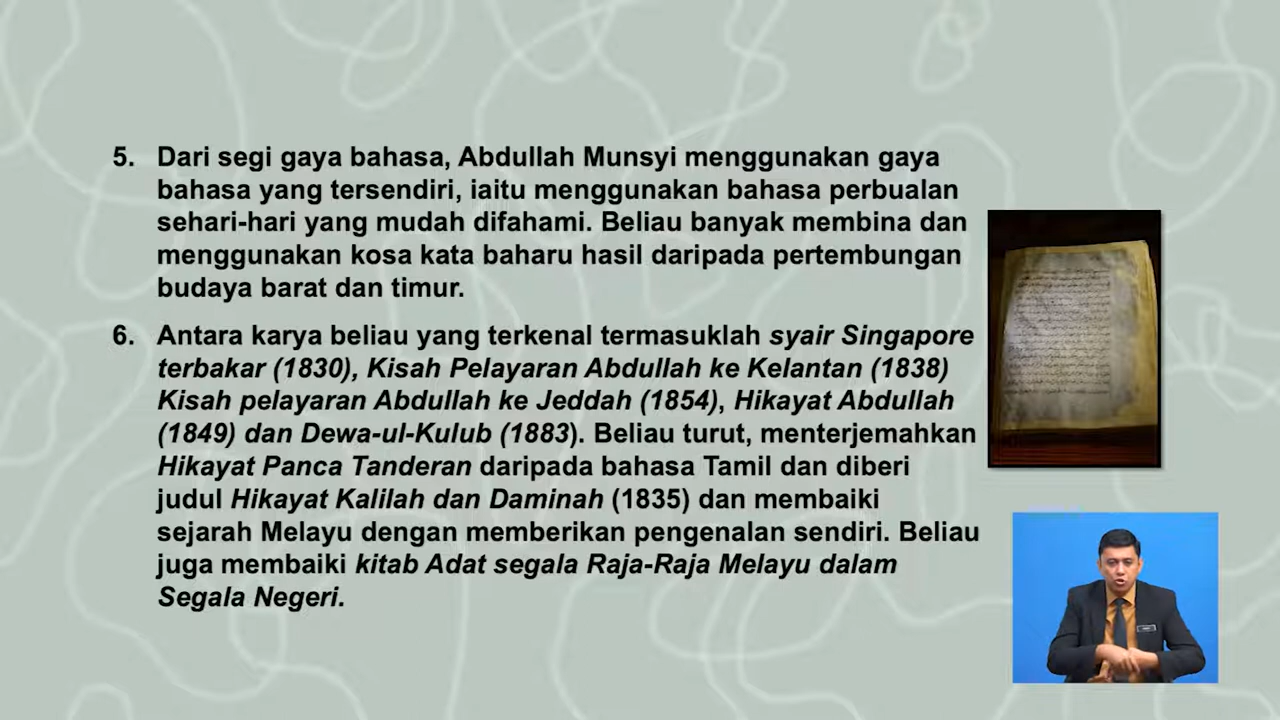 5. Dari segi gaya bahasa, Abdullah Munsyi menggunakan gaya
bahasa yang tersendiri, iaitu menggunakan bahasa perbualan
sehari-hari yang mudah difahami. Beliau banyak membina dan
menggunakan kosa kata baharu hasil daripada pertembungan
budaya barat dan timur.
6. Antara karya beliau yang terkenal termasuklah syair Singapore
terbakar (1830), Kisah Pelayaran Abdullah ke Kelantan (1838)
Kisah pelayaran Abdullah ke Jeddah (1854), Hikayat Abdullah
(1849) dan Dewa-ul-Kulub (1883). Beliau turut, menterjemahkan
Hikayat Panca Tanderan daripada bahasa Tamil dan diberi
judul Hikayat Kalilah dan Daminah (1835) dan membaiki
sejarah Melayu dengan memberikan pengenalan sendiri. Beliau
juga membaiki kitab Adat segala Raja-Raja Melayu dalam
Segala Negeri.